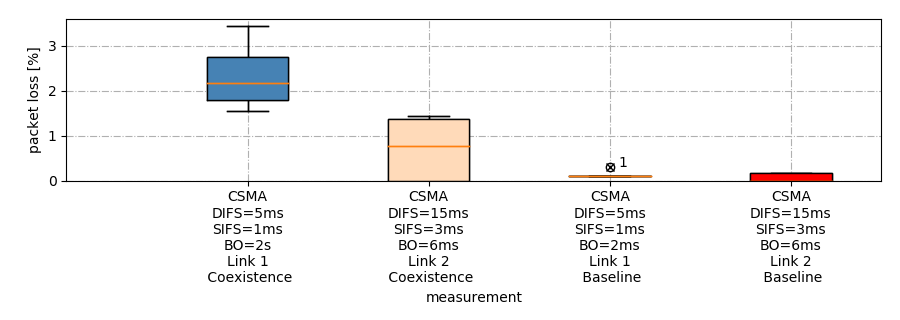 packet loss [%]
3
2
1
0
1
CSMA CSMA CSMA CSMA
DIFS=5ms DIFS=15ms DIFS=5ms DIFS=15ms
SIFS=1ms SIFS=3ms SIFS=1ms SIFS=3ms
BO=2s BO=6ms BO=2ms BO=6ms
Link 1 Link 2 Link 1 Link 2
Coexistence Coexistence Baseline Baseline
measurement